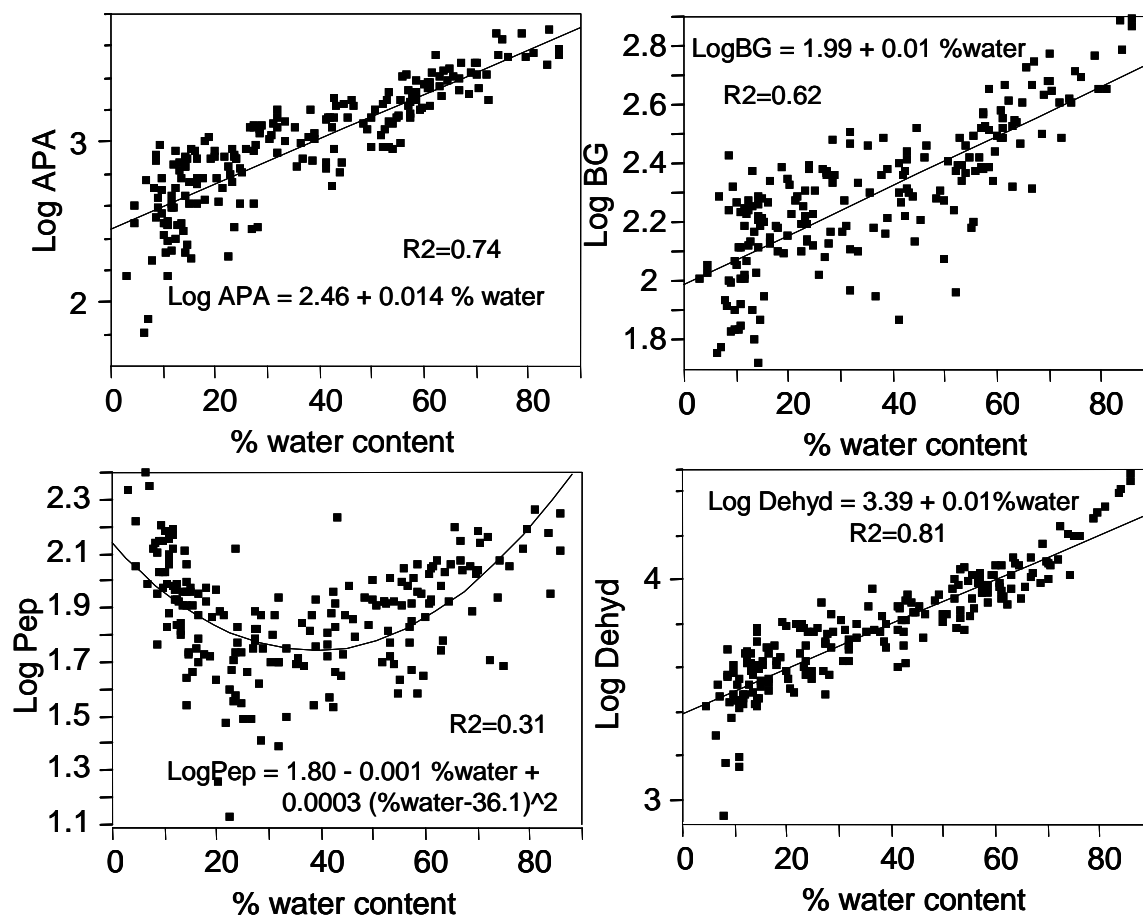 3
2
Log APA
R2=0.74
Log APA = 2.46 + 0.014 % water
0 20 40 60 80
% water content
2.8
2.6
2.4
2.2
2
1.8
Log BG
LogBG = 1.99 + 0.01 %water
R2=0.62
0 20 40 60 80
% water content
2.3
2.1
1.9
1.7
1.5
1.3
1.1
Log Pep
R2=0.31
LogPep = 1.80 - 0.001 %water +
0.0003 (%water-36.1)^2
0 20 40 60 80
% water content
4
3
Log Dehyd
Log Dehyd = 3.39 + 0.01%water
R2=0.81
0 20 40 60 80
% water content